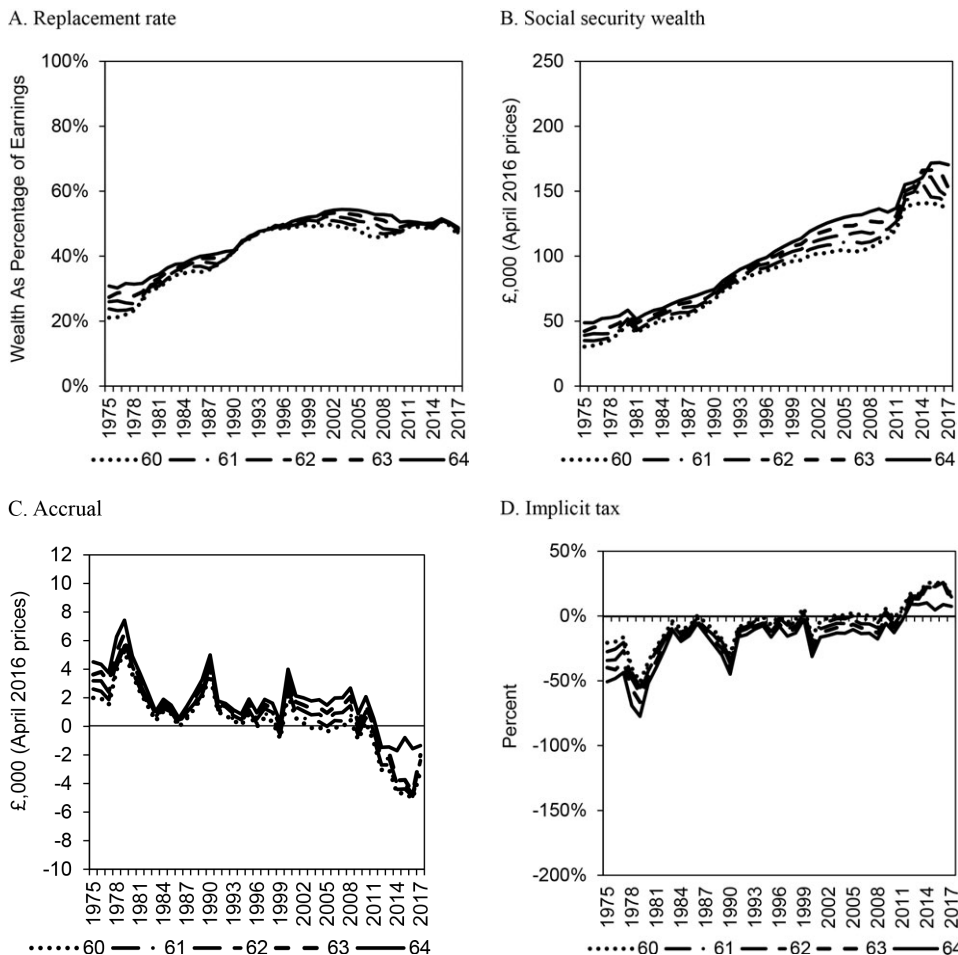 A. Replacement rate
Wealth As Percentage of Earnings
100%
80%
60%
40%
20%
0%
1975 1978 1981 1984 1987 1990 1993 1996 1999 2002 2005 2008 2011 2014 2017
60 61 62 63 64
B. Social security wealth
£,000 (April 2016 prices)
250
200
150
100
50
0
1975 1978 1981 1984 1987 1990 1993 1996 1999 2002 2005 2008 2011 2014 2017
60 61 62 63 64
C. Accrual
£,000 (April 2016 prices)
12
10
8
6
4
2
0
-2
-4
-6
-8
-10
1975 1978 1981 1984 1987 1990 1993 1996 1999 2002 2005 2008 2011 2014 2017
60 61 62 63 64
D. Implicit tax
Percent
50%
0%
-50%
-100%
-150%
-200%
1975 1978 1981 1984 1987 1990 1993 1996 1999 2002 2005 2008 2011 2014 2017
60 61 62 63 64